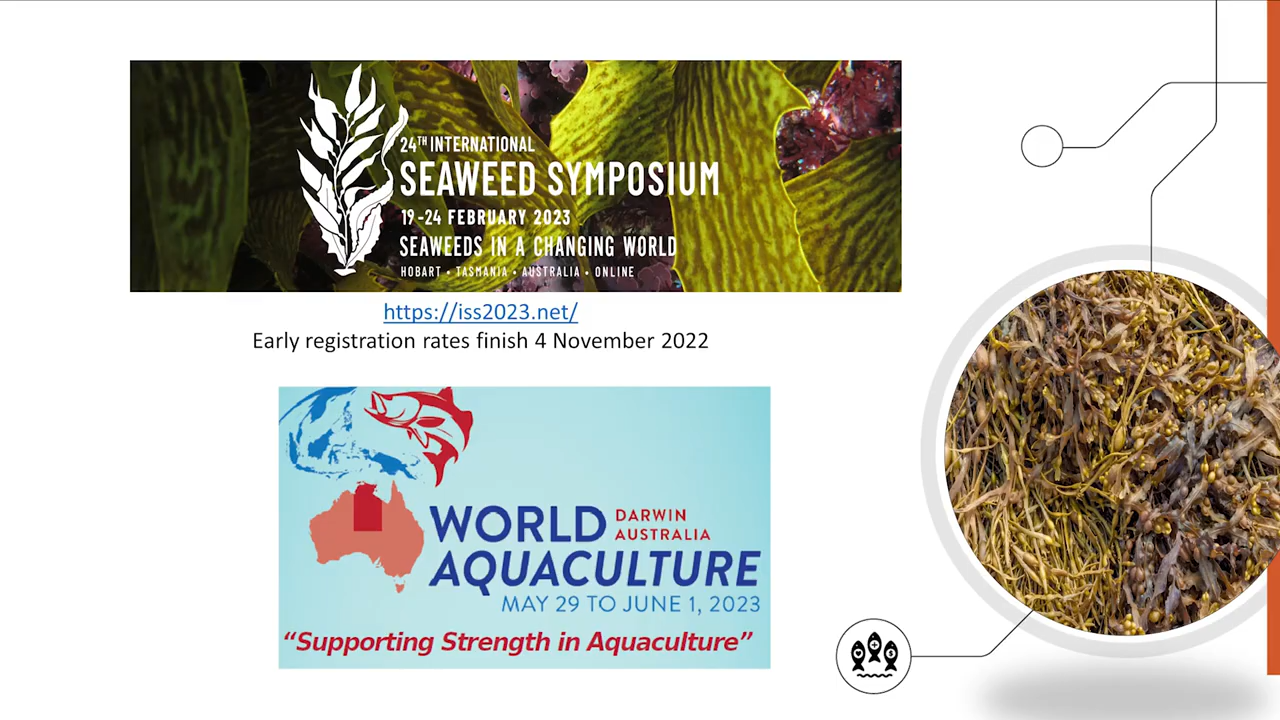 24TH INTERNATIONAL
SEAWEED SYMPOSIUM
19-24 FEBRUARY 2023
SEAWEEDS IN A CHANGING WORLD
HOBART • TASMANIA • AUSTRALIA • ONLINE
https://iss2023.net/
Early registration rates finish 4 November 2022
WORLD DARWIN
AUSTRALIA
AQUACULTURE
MAY 29 TO JUNE 1, 2023
“Supporting Strength in Aquaculture”